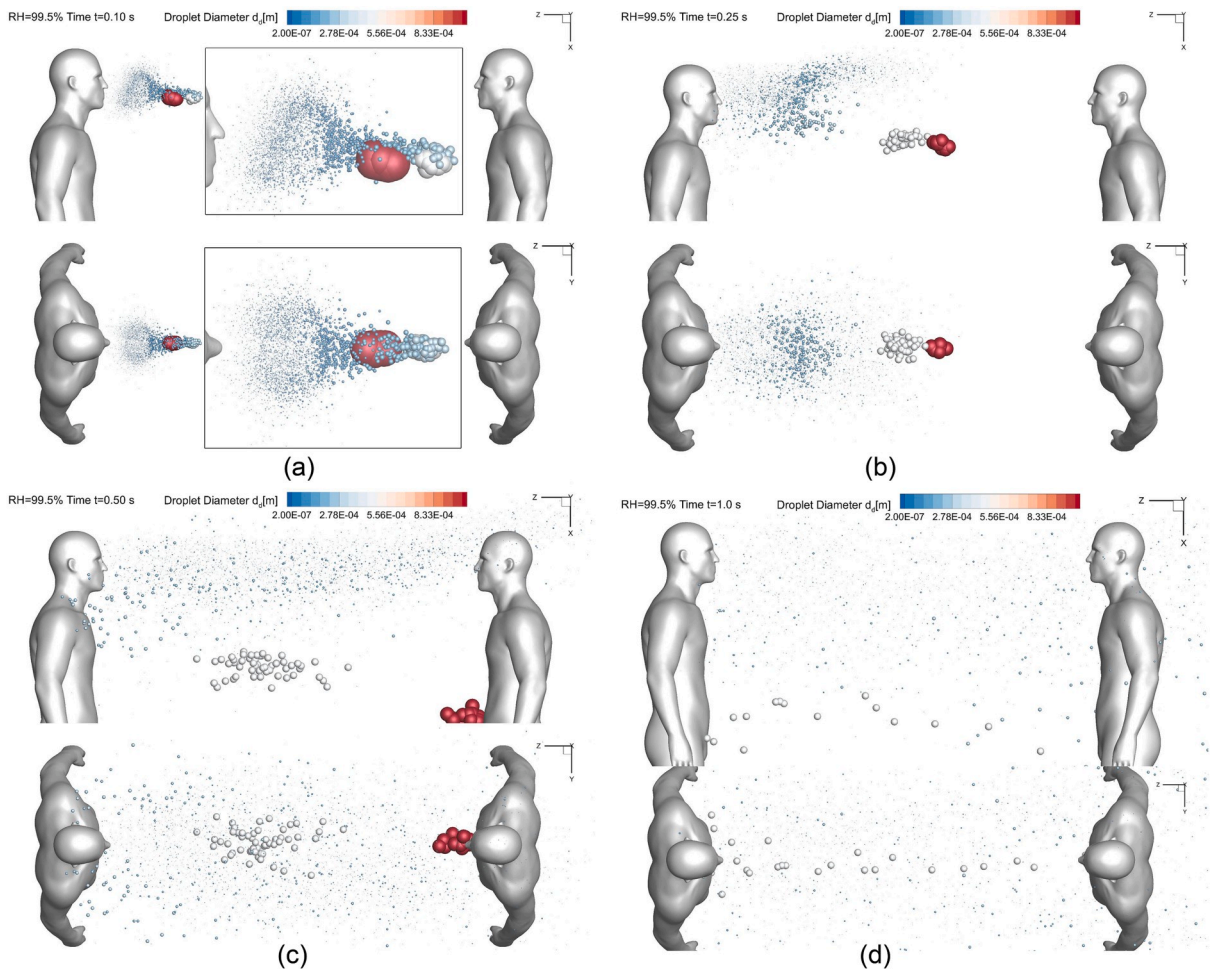 RH=99.5% Time t=0.10 s Droplet Diameter d_d[m]
2.00E-07 2.78E-04 5.56E-04 8.33E-04
Z Y
X
Z X
Y
(a)
RH=99.5% Time t=0.25 s Droplet Diameter d_d[m]
2.00E-07 2.78E-04 5.56E-04 8.33E-04
Z Y
X
Z X
Y
(b)
RH=99.5% Time t=0.50 s Droplet Diameter d_d[m]
2.00E-07 2.78E-04 5.56E-04 8.33E-04
Z Y
X
Z X
Y
(c)
RH=99.5% Time t=1.0 s Droplet Diameter d_d[m]
2.00E-07 2.78E-04 5.56E-04 8.33E-04
Z Y
X
Z X
Y
(d)